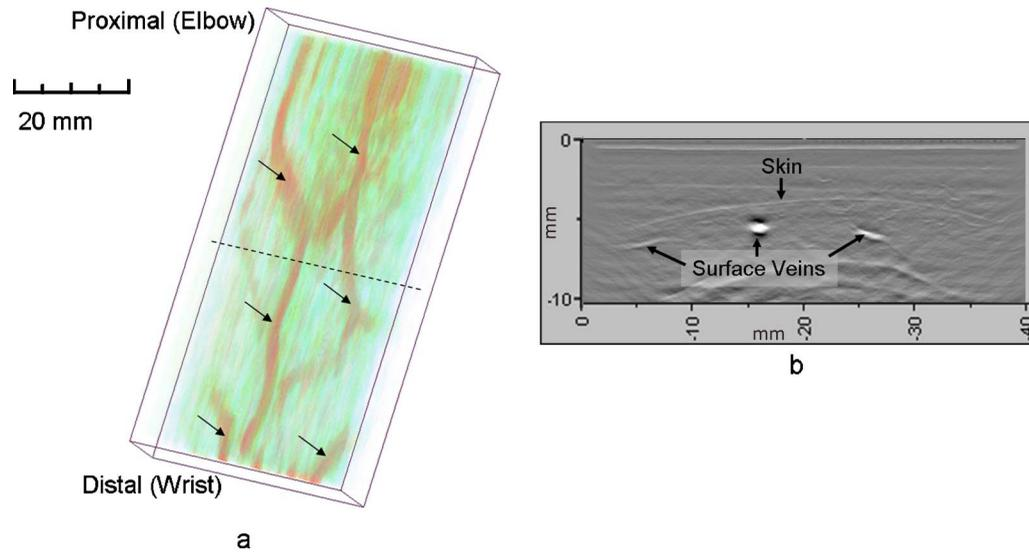 Proximal (Elbow)
20 mm
Distal (Wrist)
a
0
mm
-10
Skin
Surface Veins
0
-10
mm
-20
-30
-40
b